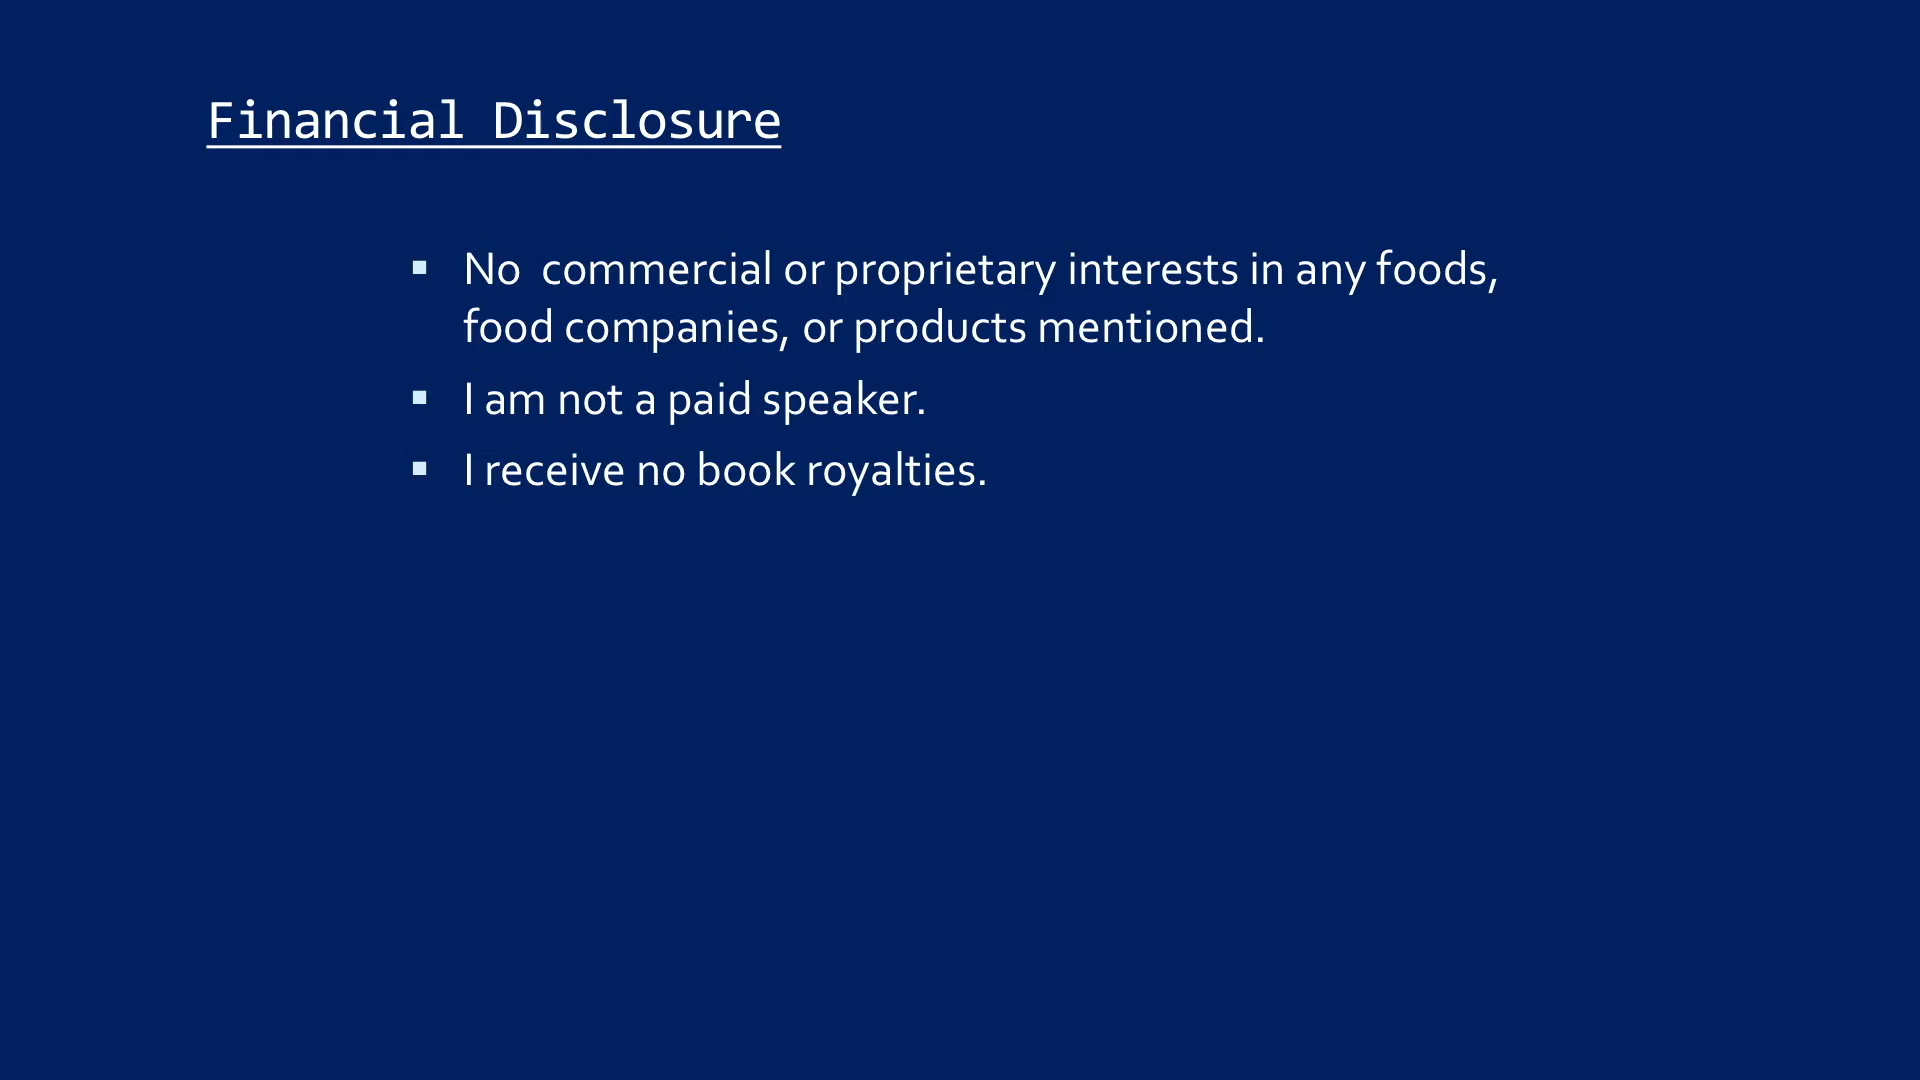 Financial Disclosure
▪ No  commercial or proprietary interests in any foods,
food companies, or products mentioned.
▪ I am not a paid speaker.
▪ I receive no book royalties.